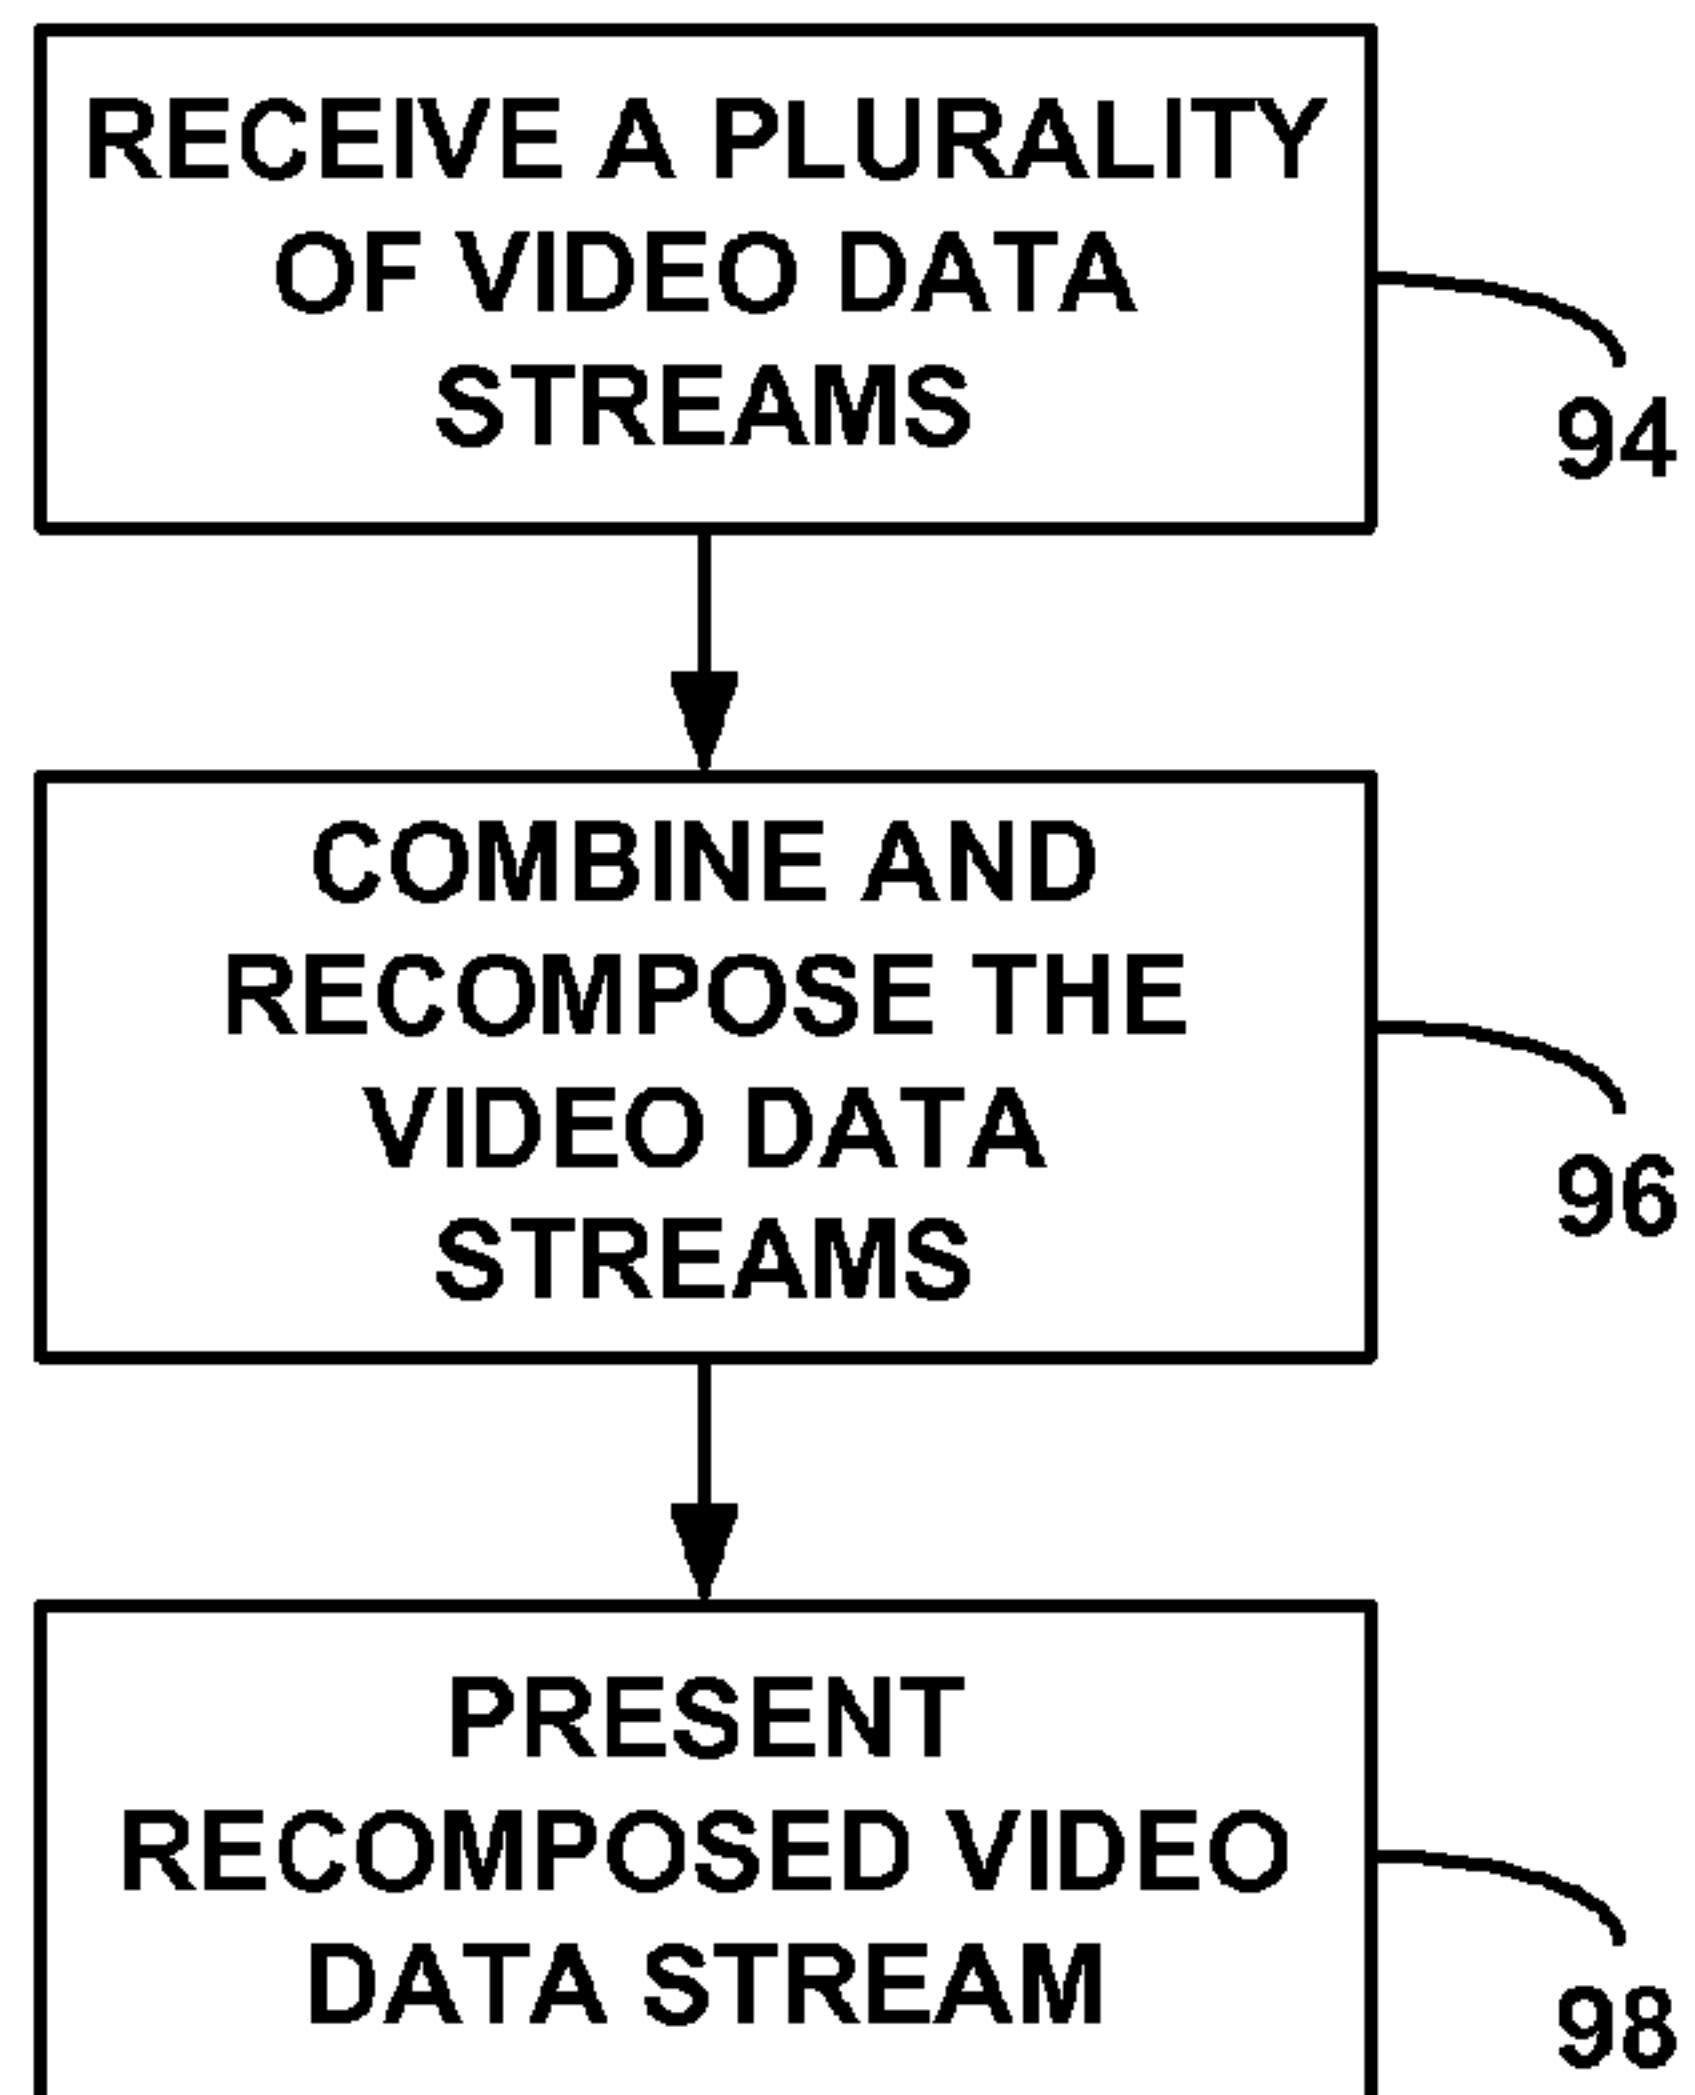 RECEIVE A PLURALITY
OF VIDEO DATA
STREAMS
94
COMBINE AND
RECOMPOSE THE
VIDEO DATA
STREAMS
96
PRESENT
RECOMPOSED VIDEO
DATA STREAM
98